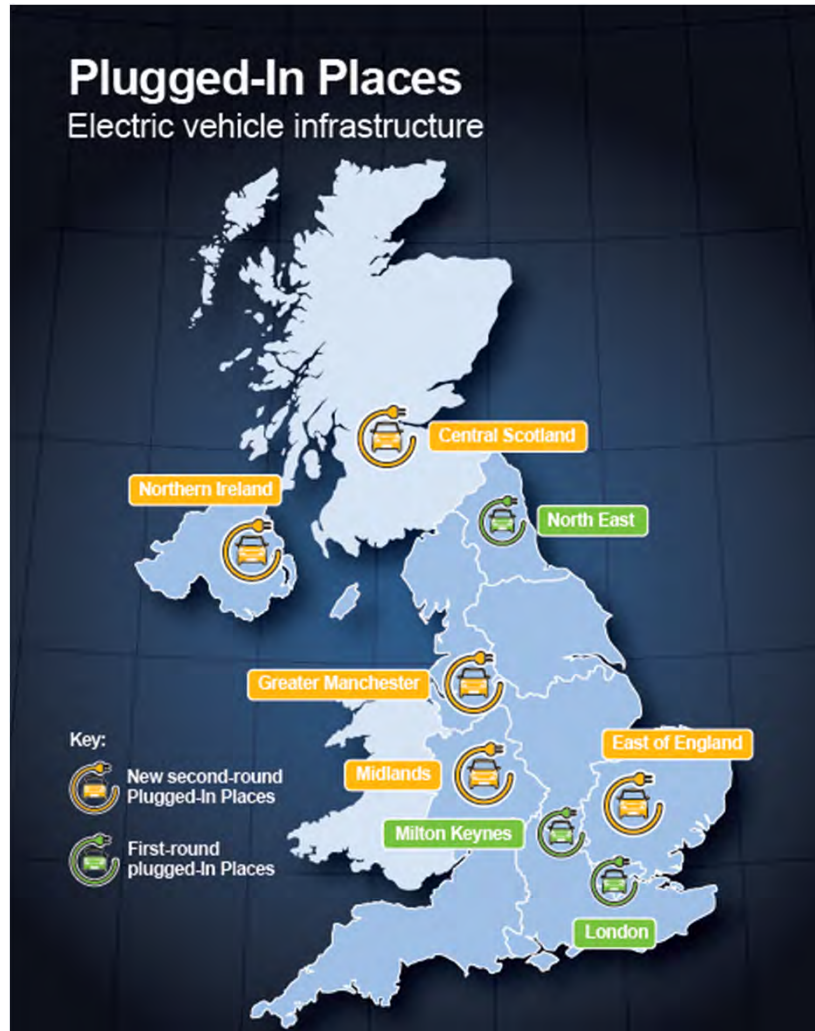 Plugged-In Places
Electric vehicle infrastructure
Central Scotland
Northern Ireland
North East
Greater Manchester
East of England
Midlands
Milton Keynes
London
Key:
New second-round
Plugged-In Places
First-round
plugged-In Places